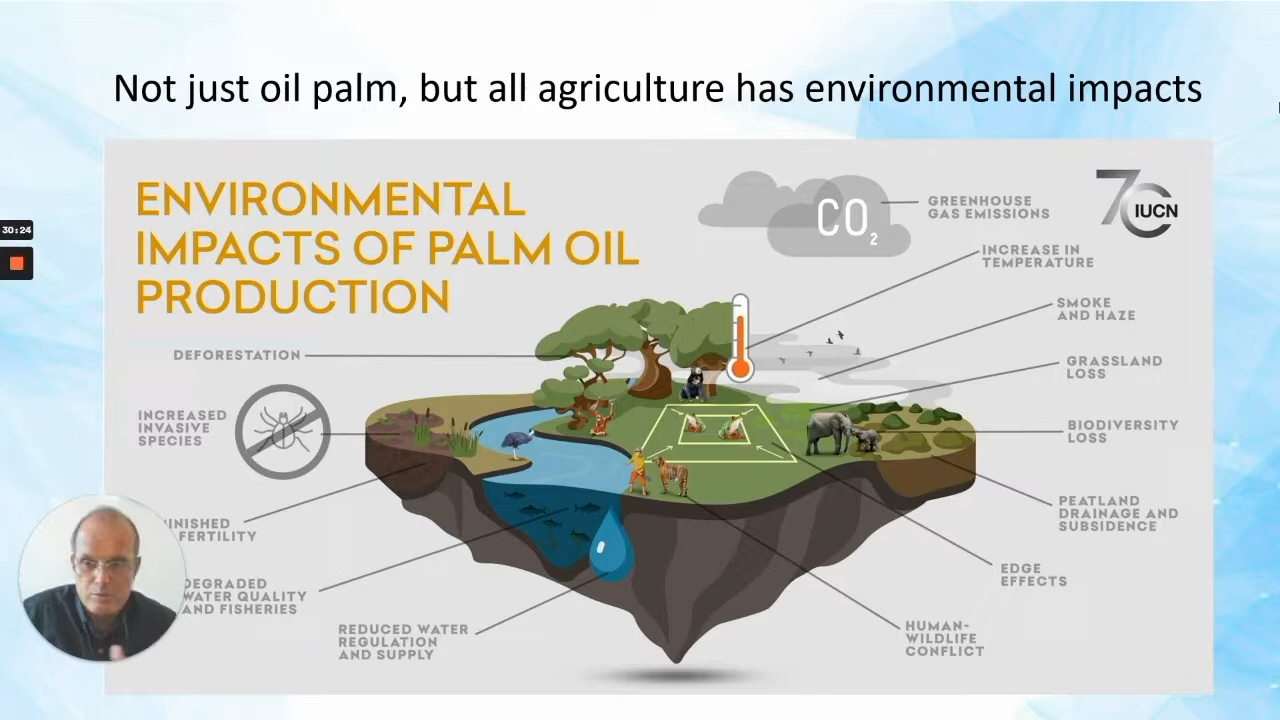 Not just oil palm, but all agriculture has environmental impacts
ENVIRONMENTAL
IMPACTS OF PALM OIL
PRODUCTION
CO2
GREENHOUSE
GAS EMISSIONS
7
IUCN
INCREASE IN
TEMPERATURE
30:24
SMOKE
AND HAZE
DEFORESTATION
GRASSLAND
LOSS
INCREASED
INVASIVE
SPECIES
BIODIVERSITY
LOSS
PEATLAND
DRAINAGE AND
SUBSIDENCE
FERTILITY
EDGE
EFFECTS
DEGRADED
WATER QUALITY
AND FISHERIES
REDUCED WATER
REGULATION
AND SUPPLY
HUMAN-
WILDLIFE
CONFLICT